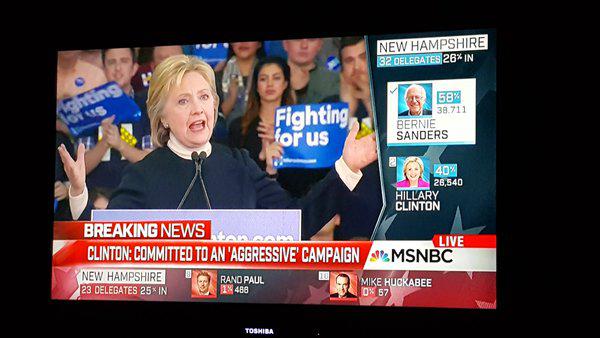 NEW HAMPSHIRE
32 DELEGATES 26% IN
58%
38,711
BERNIE
SANDERS
40%
26,540
HILLARY
CLINTON
Fighting
for us
Fighting
for us
BREAKING NEWS
CLINTON: COMMITTED TO AN 'AGGRESSIVE' CAMPAIGN
LIVE
MSNBC
NEW HAMPSHIRE
23 DELEGATES 25% IN
RAND PAUL
1% 488
MIKE HUCKABEE
0% 57
TOSHIBA